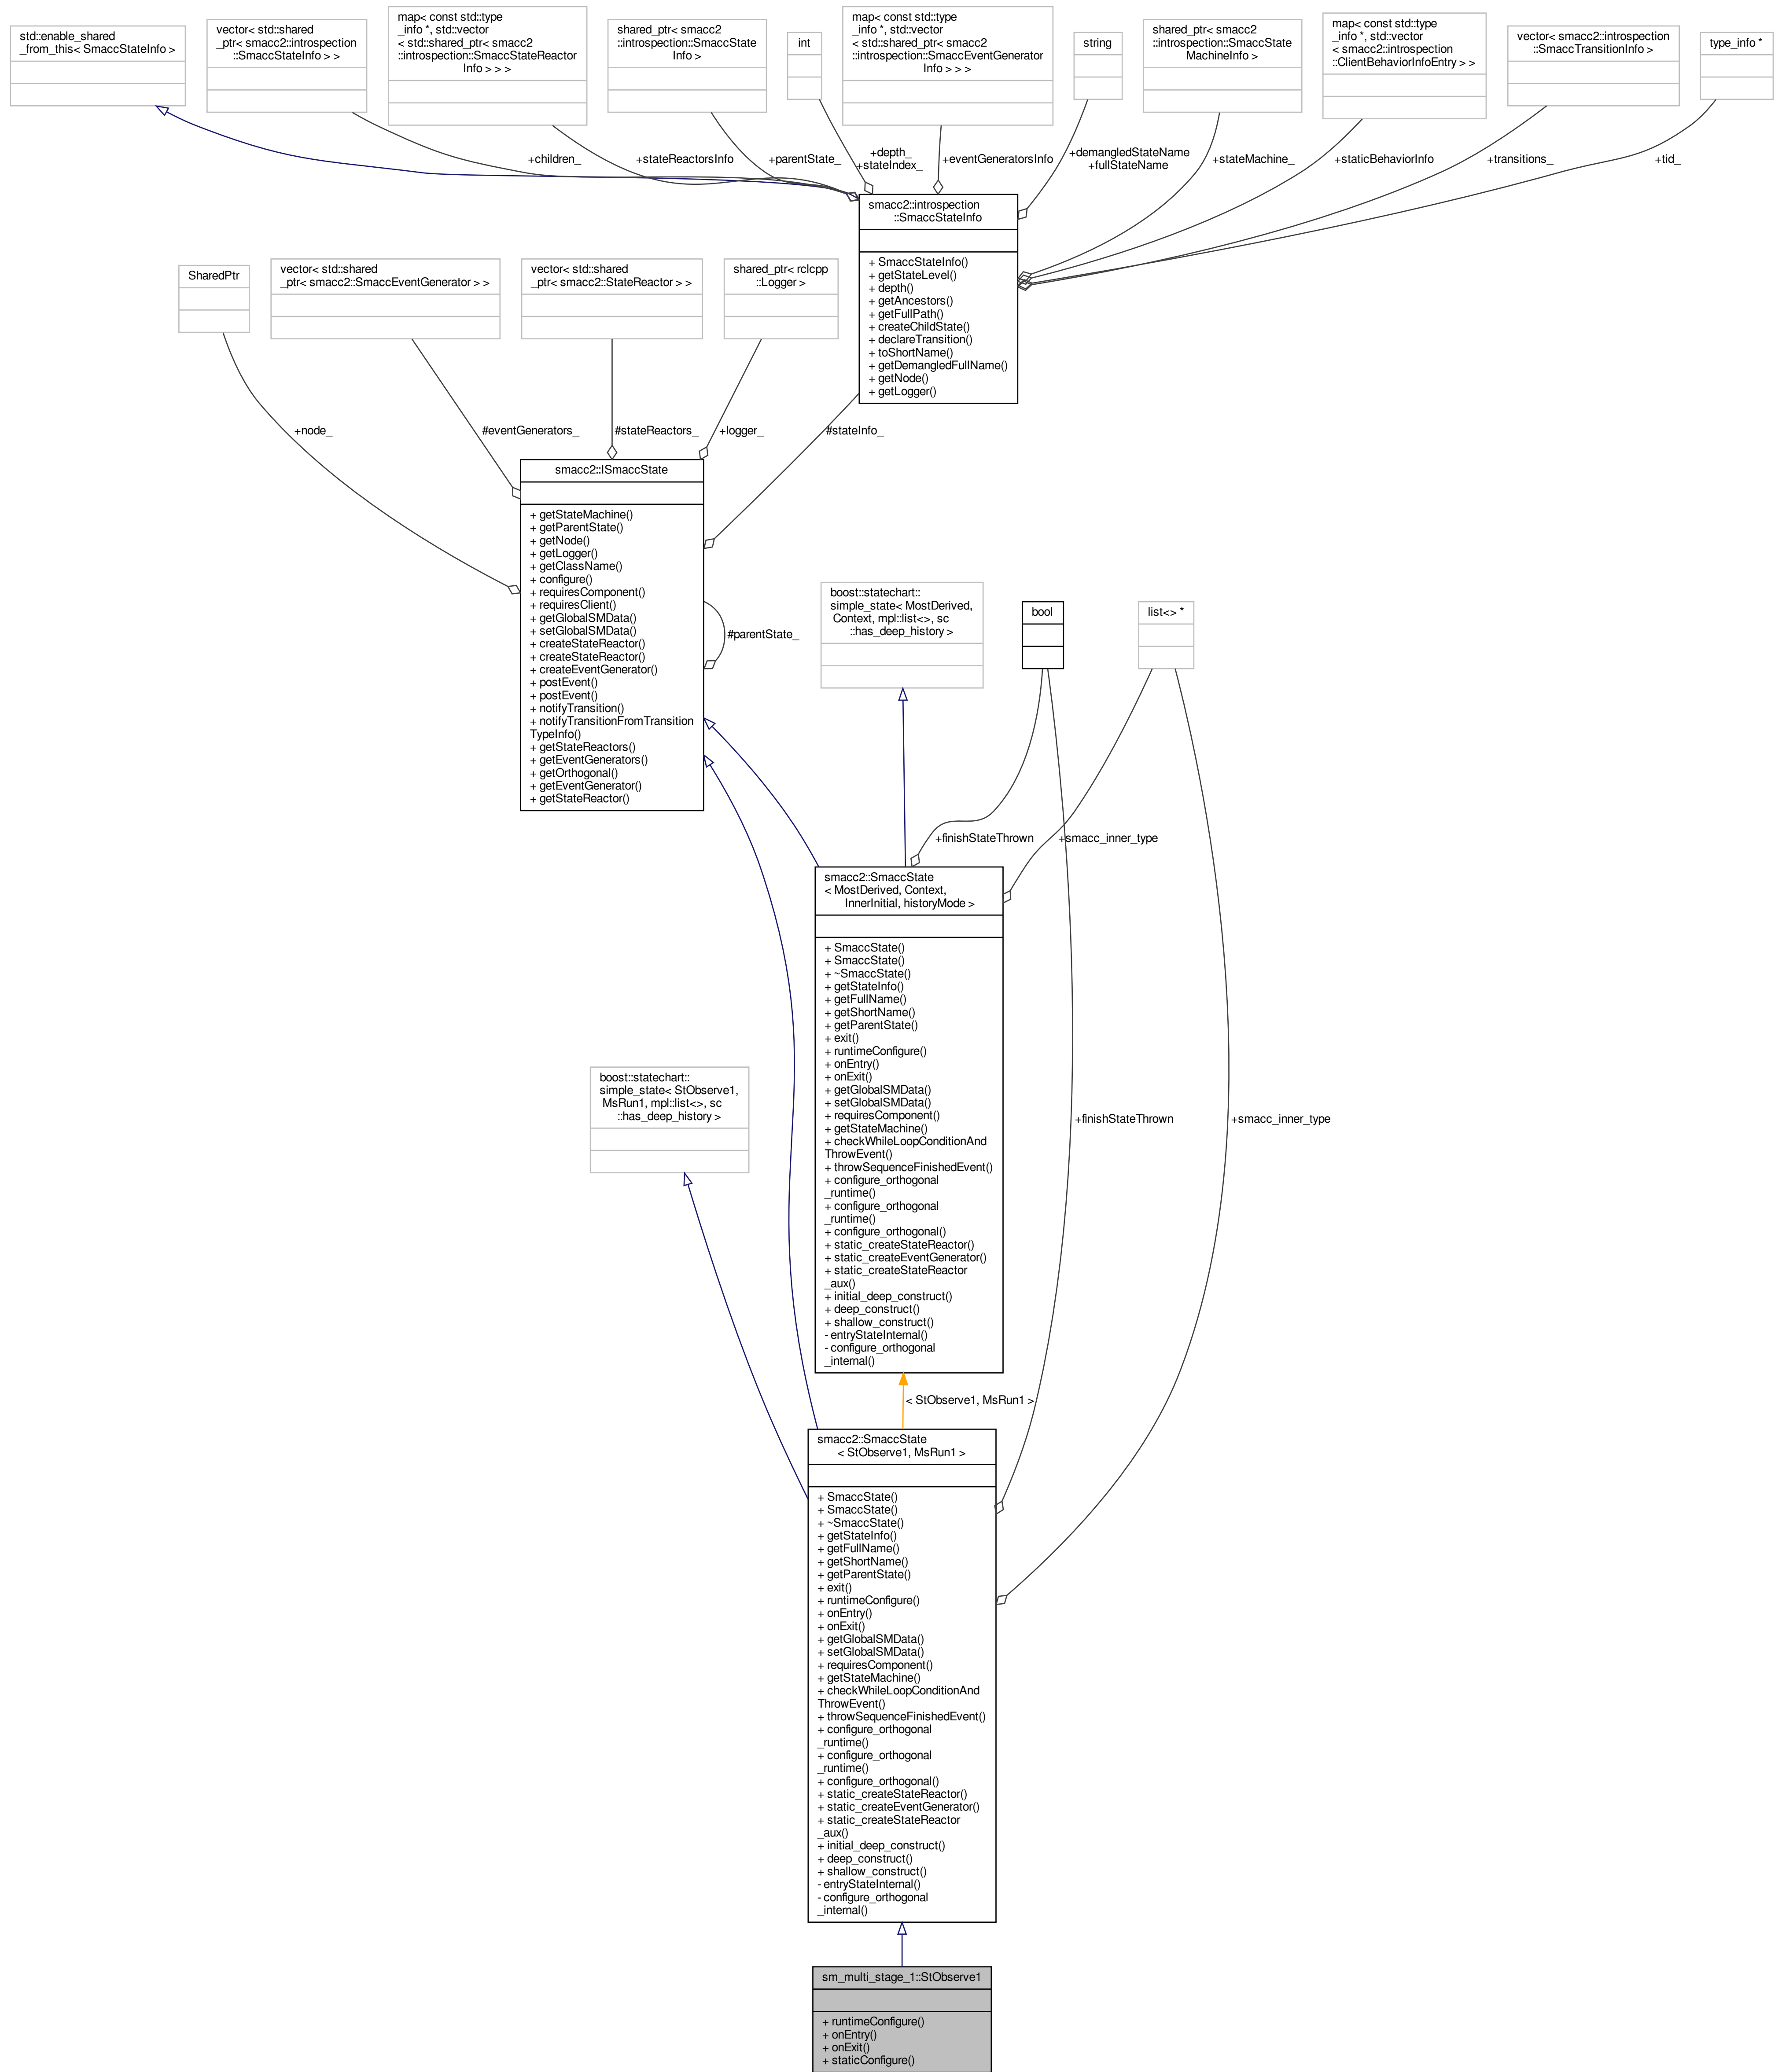 std::enable_shared
_from_this< SmaccStateInfo >
vector< std::shared
_ptr< smacc2::introspection
::SmaccStateInfo > >
map< const std::type
_info *, std::vector
< std::shared_ptr< smacc2
::introspection::SmaccStateReactor
Info > > >
shared_ptr< smacc2
::introspection::SmaccState
Info >
int
map< const std::type
_info *, std::vector
< std::shared_ptr< smacc2
::introspection::SmaccEventGenerator
Info > > >
string
shared_ptr< smacc2
::introspection::SmaccState
MachineInfo >
map< const std::type
_info *, std::vector
< smacc2::introspection
::ClientBehaviorInfoEntry > >
vector< smacc2::introspection
::SmaccTransitionInfo >
type_info *
+children_
+stateReactorsInfo
+parentState_
+depth_
+stateIndex_
+eventGeneratorsInfo
+demangledStateName
+fullStateName
+stateMachine_
+staticBehaviorInfo
+transitions_
+tid_
smacc2::introspection
::SmaccStateInfo
+ SmaccStateInfo()
+ getStateLevel()
+ depth()
+ getAncestors()
+ getFullPath()
+ createChildState()
+ declareTransition()
+ toShortName()
+ getDemangledFullName()
+ getNode()
+ getLogger()
SharedPtr
vector< std::shared
_ptr< smacc2::SmaccEventGenerator > >
vector< std::shared
_ptr< smacc2::StateReactor > >
shared_ptr< rclcpp
::Logger >
+node_
#eventGenerators_
#stateReactors_
+logger_
#stateInfo_
smacc2::ISmaccState
+ getStateMachine()
+ getParentState()
+ getNode()
+ getLogger()
+ getClassName()
+ configure()
+ requiresComponent()
+ requiresClient()
+ getGlobalSMData()
+ setGlobalSMData()
+ createStateReactor()
+ createStateReactor()
+ createEventGenerator()
+ postEvent()
+ postEvent()
+ notifyTransition()
+ notifyTransitionFromTransition
TypeInfo()
+ getStateReactors()
+ getEventGenerators()
+ getOrthogonal()
+ getEventGenerator()
+ getStateReactor()
#parentState_
boost::statechart::
simple_state< MostDerived,
Context, mpl::list<>, sc
::has_deep_history >
bool
list<> *
+finishStateThrown
+smacc_inner_type
smacc2::SmaccState
< MostDerived, Context,
InnerInitial, historyMode >
+ SmaccState()
+ SmaccState()
+ ~SmaccState()
+ getStateInfo()
+ getFullName()
+ getShortName()
+ getParentState()
+ exit()
+ runtimeConfigure()
+ onEntry()
+ onExit()
+ getGlobalSMData()
+ setGlobalSMData()
+ requiresComponent()
+ getStateMachine()
+ checkWhileLoopConditionAnd
ThrowEvent()
+ throwSequenceFinishedEvent()
+ configure_orthogonal
_runtime()
+ configure_orthogonal
_runtime()
+ configure_orthogonal()
+ static_createStateReactor()
+ static_createEventGenerator()
+ static_createStateReactor
_aux()
+ initial_deep_construct()
+ deep_construct()
+ shallow_construct()
- entryStateInternal()
- configure_orthogonal
_internal()
boost::statechart::
simple_state< StObserve1,
MsRun1, mpl::list<>, sc
::has_deep_history >
+finishStateThrown
+smacc_inner_type
< StObserve1, MsRun1 >
smacc2::SmaccState
< StObserve1, MsRun1 >
+ SmaccState()
+ SmaccState()
+ ~SmaccState()
+ getStateInfo()
+ getFullName()
+ getShortName()
+ getParentState()
+ exit()
+ runtimeConfigure()
+ onEntry()
+ onExit()
+ getGlobalSMData()
+ setGlobalSMData()
+ requiresComponent()
+ getStateMachine()
+ checkWhileLoopConditionAnd
ThrowEvent()
+ throwSequenceFinishedEvent()
+ configure_orthogonal
_runtime()
+ configure_orthogonal
_runtime()
+ configure_orthogonal()
+ static_createStateReactor()
+ static_createEventGenerator()
+ static_createStateReactor
_aux()
+ initial_deep_construct()
+ deep_construct()
+ shallow_construct()
- entryStateInternal()
- configure_orthogonal
_internal()
sm_multi_stage_1::StObserve1
+ runtimeConfigure()
+ onEntry()
+ onExit()
+ staticConfigure()